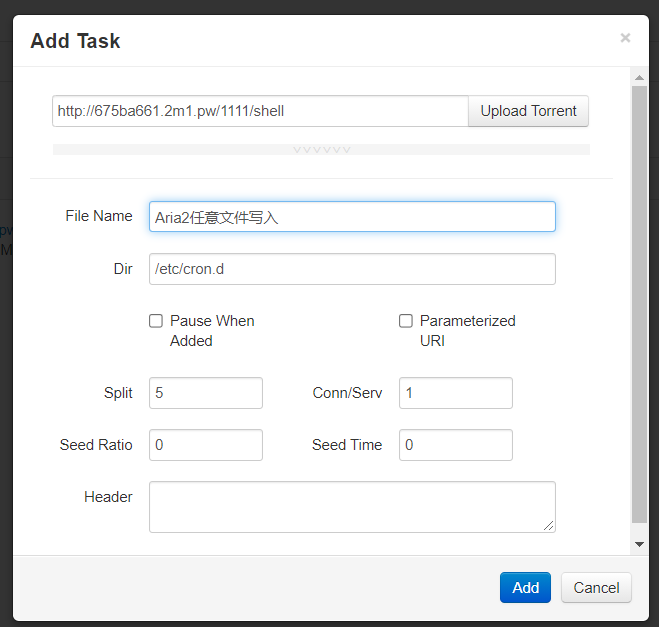 Add Task
×
http://675ba661.2m1.pw/1111/shell
Upload Torrent
File Name
Aria2任意文件写入
Dir
/etc/cron.d
Pause When
Added
Parameterized
URI
Split
5
Conn/Serv
1
Seed Ratio
0
Seed Time
0
Header
Add
Cancel